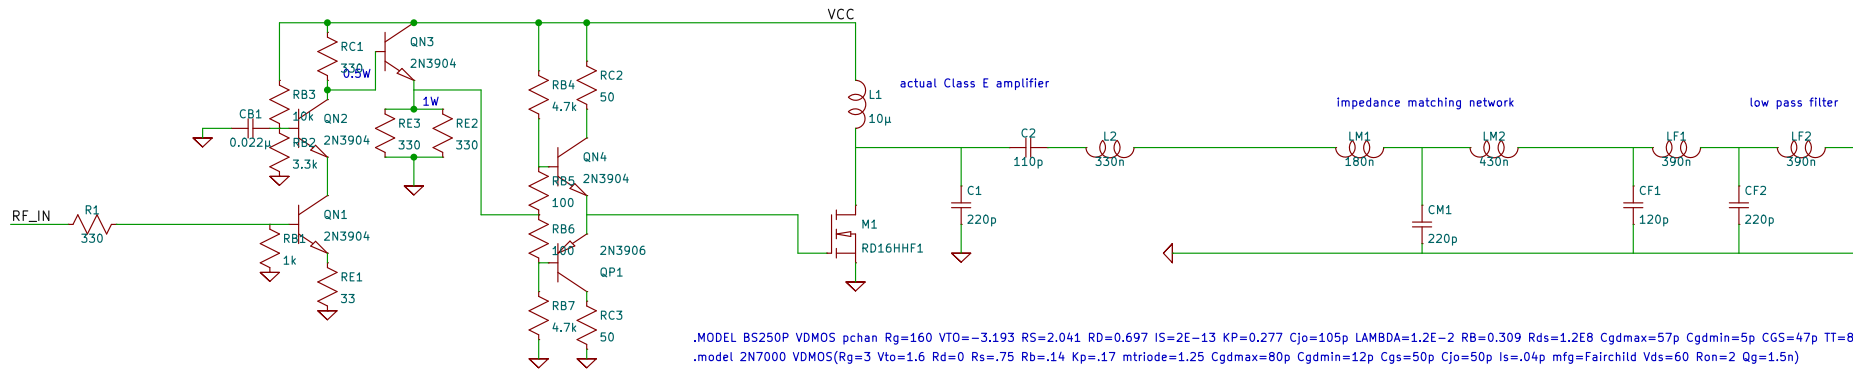 VCC
RC1
330
0.5W
QN3
2N3904
RB3
10k
CB1
0.022µ
QN2
2N3904
RB2
3.3k
1W
RE3
330
RE2
330
RF_IN
R1
330
RB1
1k
QN1
2N3904
RE1
33
RB4
4.7k
RC2
50
QN4
2N3904
RB5
100
RB6
100
2N3906
QP1
RB7
4.7k
RC3
50
L1
10µ
actual Class E amplifier
M1
RD16HHF1
C1
220p
C2
110p
L2
330n
impedance matching network
LM1
180n
LM2
430n
CM1
220p
low pass filter
LF1
390n
LF2
390n
CF1
120p
CF2
220p
.MODEL BS250P VDMOS pchan Rg=160 VTO=-3.193 RS=2.041 RD=0.697 IS=2E-13 KP=0.277 Cjo=105p LAMBDA=1.2E-2 RB=0.309 Rds=1.2E8 Cgdmax=57p Cgdmin=5p CGS=47p TT=8
.model 2N7000 VDMOS(Rg=3 Vto=1.6 Rd=0 Rs=.75 Rb=.14 Kp=.17 mtriode=1.25 Cgdmax=80p Cgdmin=12p Cgs=50p Cjo=50p Is=.04p mfg=Fairchild Vds=60 Ron=2 Qg=1.5n)